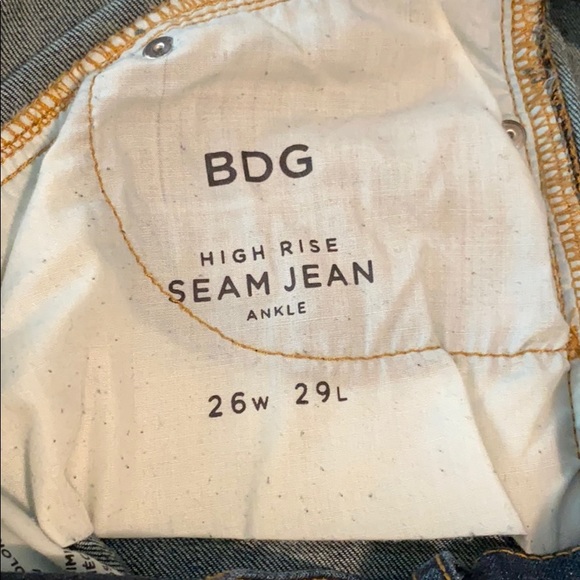 BDG
HIGH RISE
SEAM JEAN
ANKLE
26W 29L